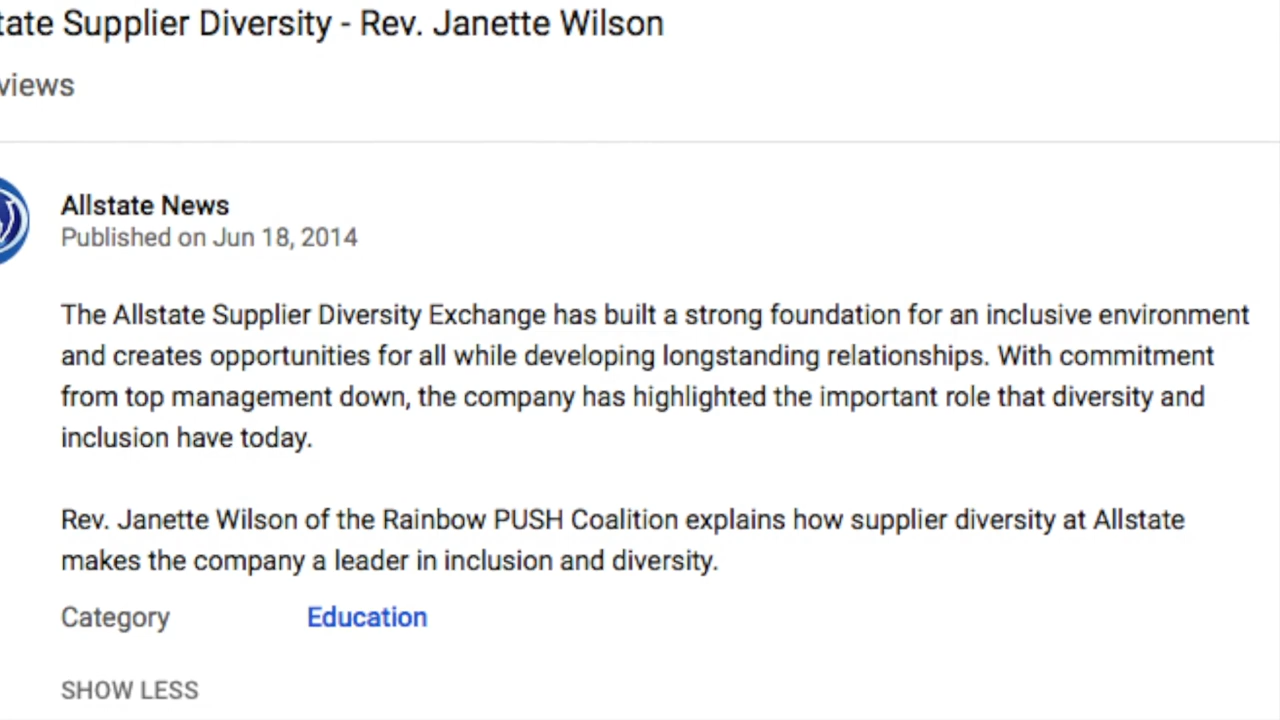 tate Supplier Diversity - Rev. Janette Wilson
views
Allstate News
Published on Jun 18, 2014
The Allstate Supplier Diversity Exchange has built a strong foundation for an inclusive environment
and creates opportunities for all while developing longstanding relationships. With commitment
from top management down, the company has highlighted the important role that diversity and
inclusion have today.
Rev. Janette Wilson of the Rainbow PUSH Coalition explains how supplier diversity at Allstate
makes the company a leader in inclusion and diversity.
Category Education
SHOW LESS